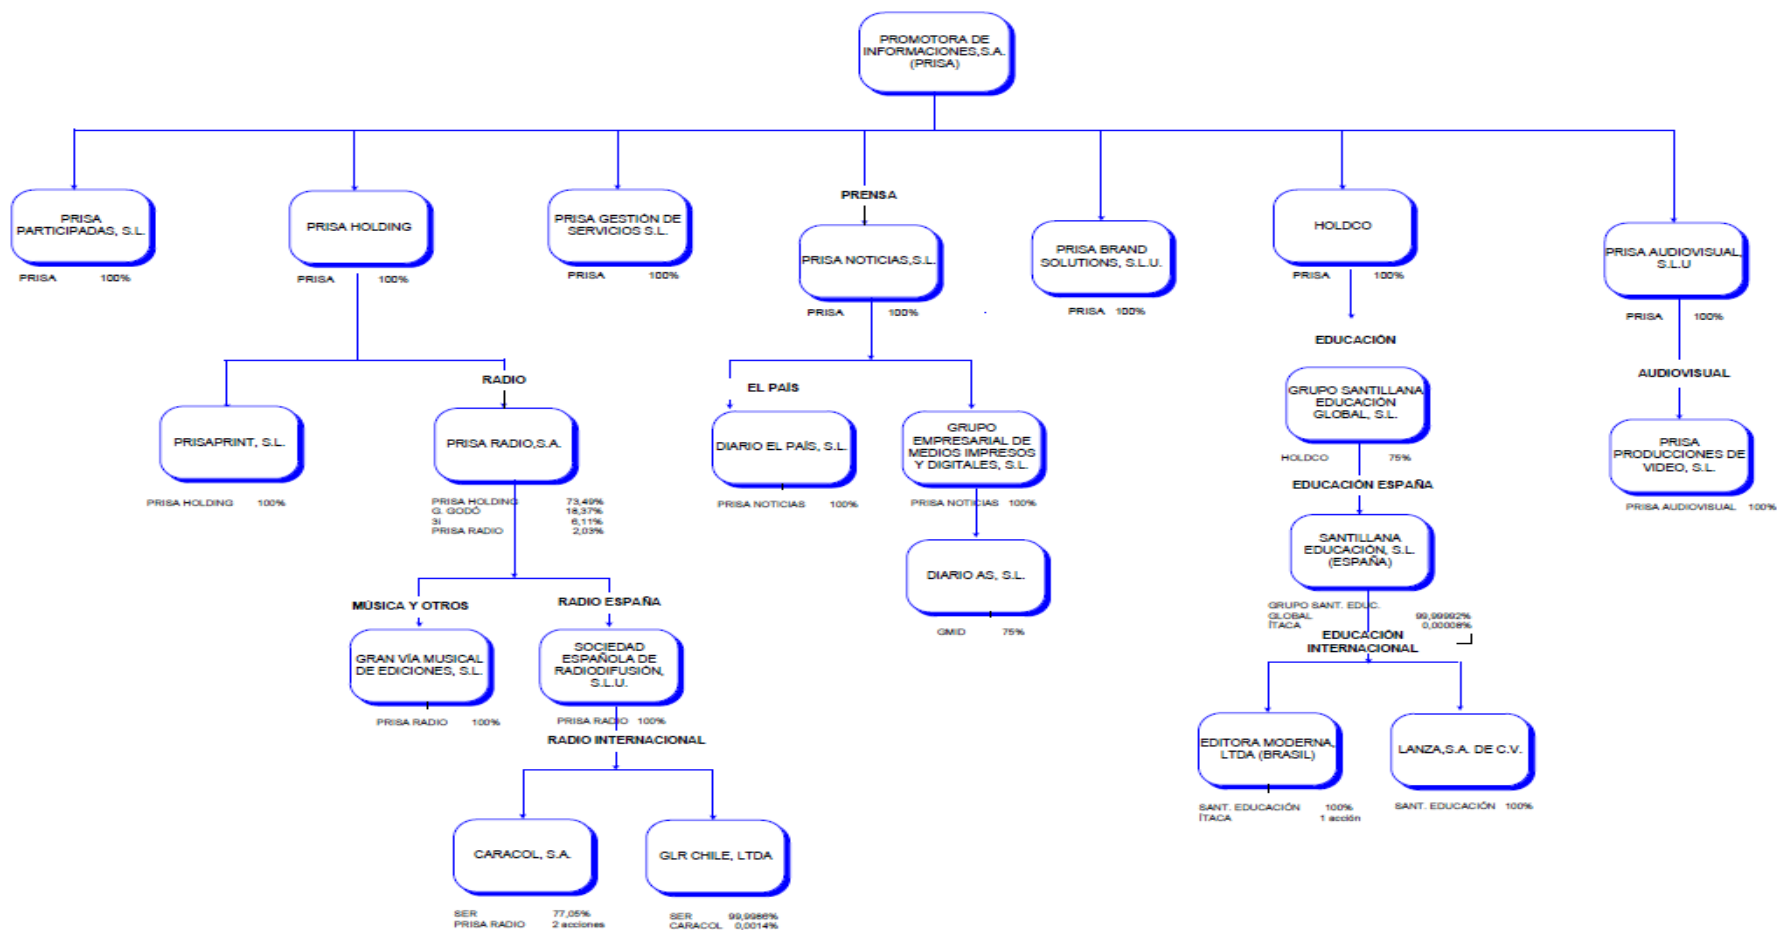 PROMOTORA DE
INFORMACIONES,S.A.
(PRISA)
PRISA
PARTICIPADAS, S.L.
PRISA 100%
PRISA HOLDING
PRISA 100%
PRISA GESTIÓN DE
SERVICIOS S.L.
PRISA 100%
PRENSA
PRISA NOTICIAS,S.L.
PRISA 100%
PRISA BRAND
SOLUTIONS, S.L.U.
PRISA 100%
HOLDCO
PRISA 100%
PRISA AUDIOVISUAL,
S.L.U
PRISA 100%
PRISAPRINT, S.L.
PRISA HOLDING 100%
RADIO
PRISA RADIO,S.A.
PRISA HOLDING 73,49%
G. GODÓ 18,37%
3i 6,11%
PRISA RADIO 2,03%
EL PAÍS
DIARIO EL PAÍS, S.L.
PRISA NOTICIAS 100%
GRUPO
EMPRESARIAL DE
MEDIOS IMPRESOS
Y DIGITALES, S.L.
PRISA NOTICIAS 100%
DIARIO AS, S.L.
GMID 75%
EDUCACIÓN
GRUPO SANTILLANA
EDUCACIÓN
GLOBAL, S.L.
HOLDCO 75%
EDUCACIÓN ESPAÑA
SANTILLANA
EDUCACIÓN, S.L.
(ESPAÑA)
GRUPO SANT. EDUC.
GLOBAL 99,99992%
ÍTACA 0,00008%
EDUCACIÓN
INTERNACIONAL
EDITORA MODERNA,
LTDA (BRASIL)
SANT. EDUCACIÓN 100%
ÍTACA 1 acción
LANZA,S.A. DE C.V.
SANT. EDUCACIÓN 100%
AUDIOVISUAL
PRISA
PRODUCCIONES DE
VIDEO, S.L.
PRISA AUDIOVISUAL 100%
MÚSICA Y OTROS
GRAN VÍA MUSICAL
DE EDICIONES, S.L.
PRISA RADIO 100%
RADIO ESPAÑA
SOCIEDAD
ESPAÑOLA DE
RADIODIFUSIÓN,
S.L.U.
PRISA RADIO 100%
RADIO INTERNACIONAL
CARACOL, S.A.
SER 77,05%
PRISA RADIO 2 acciones
GLR CHILE, LTDA
SER 99,9986%
CARACOL 0,0014%